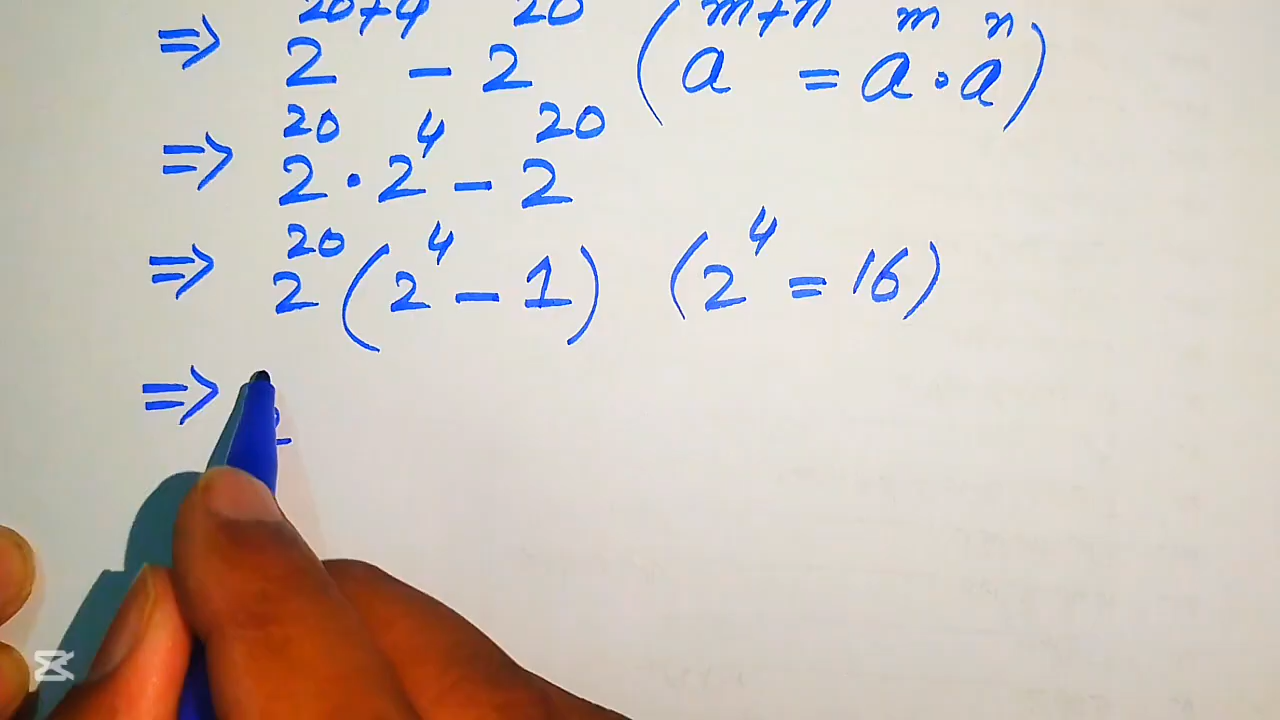 => 2^{20+4} - 2^{20} (a^{m+n} = a^m · a^n)
=> 2^{20} · 2^4 - 2^{20}
=> 2^{20} (2^4 - 1) (2^4 = 16)
=> 2